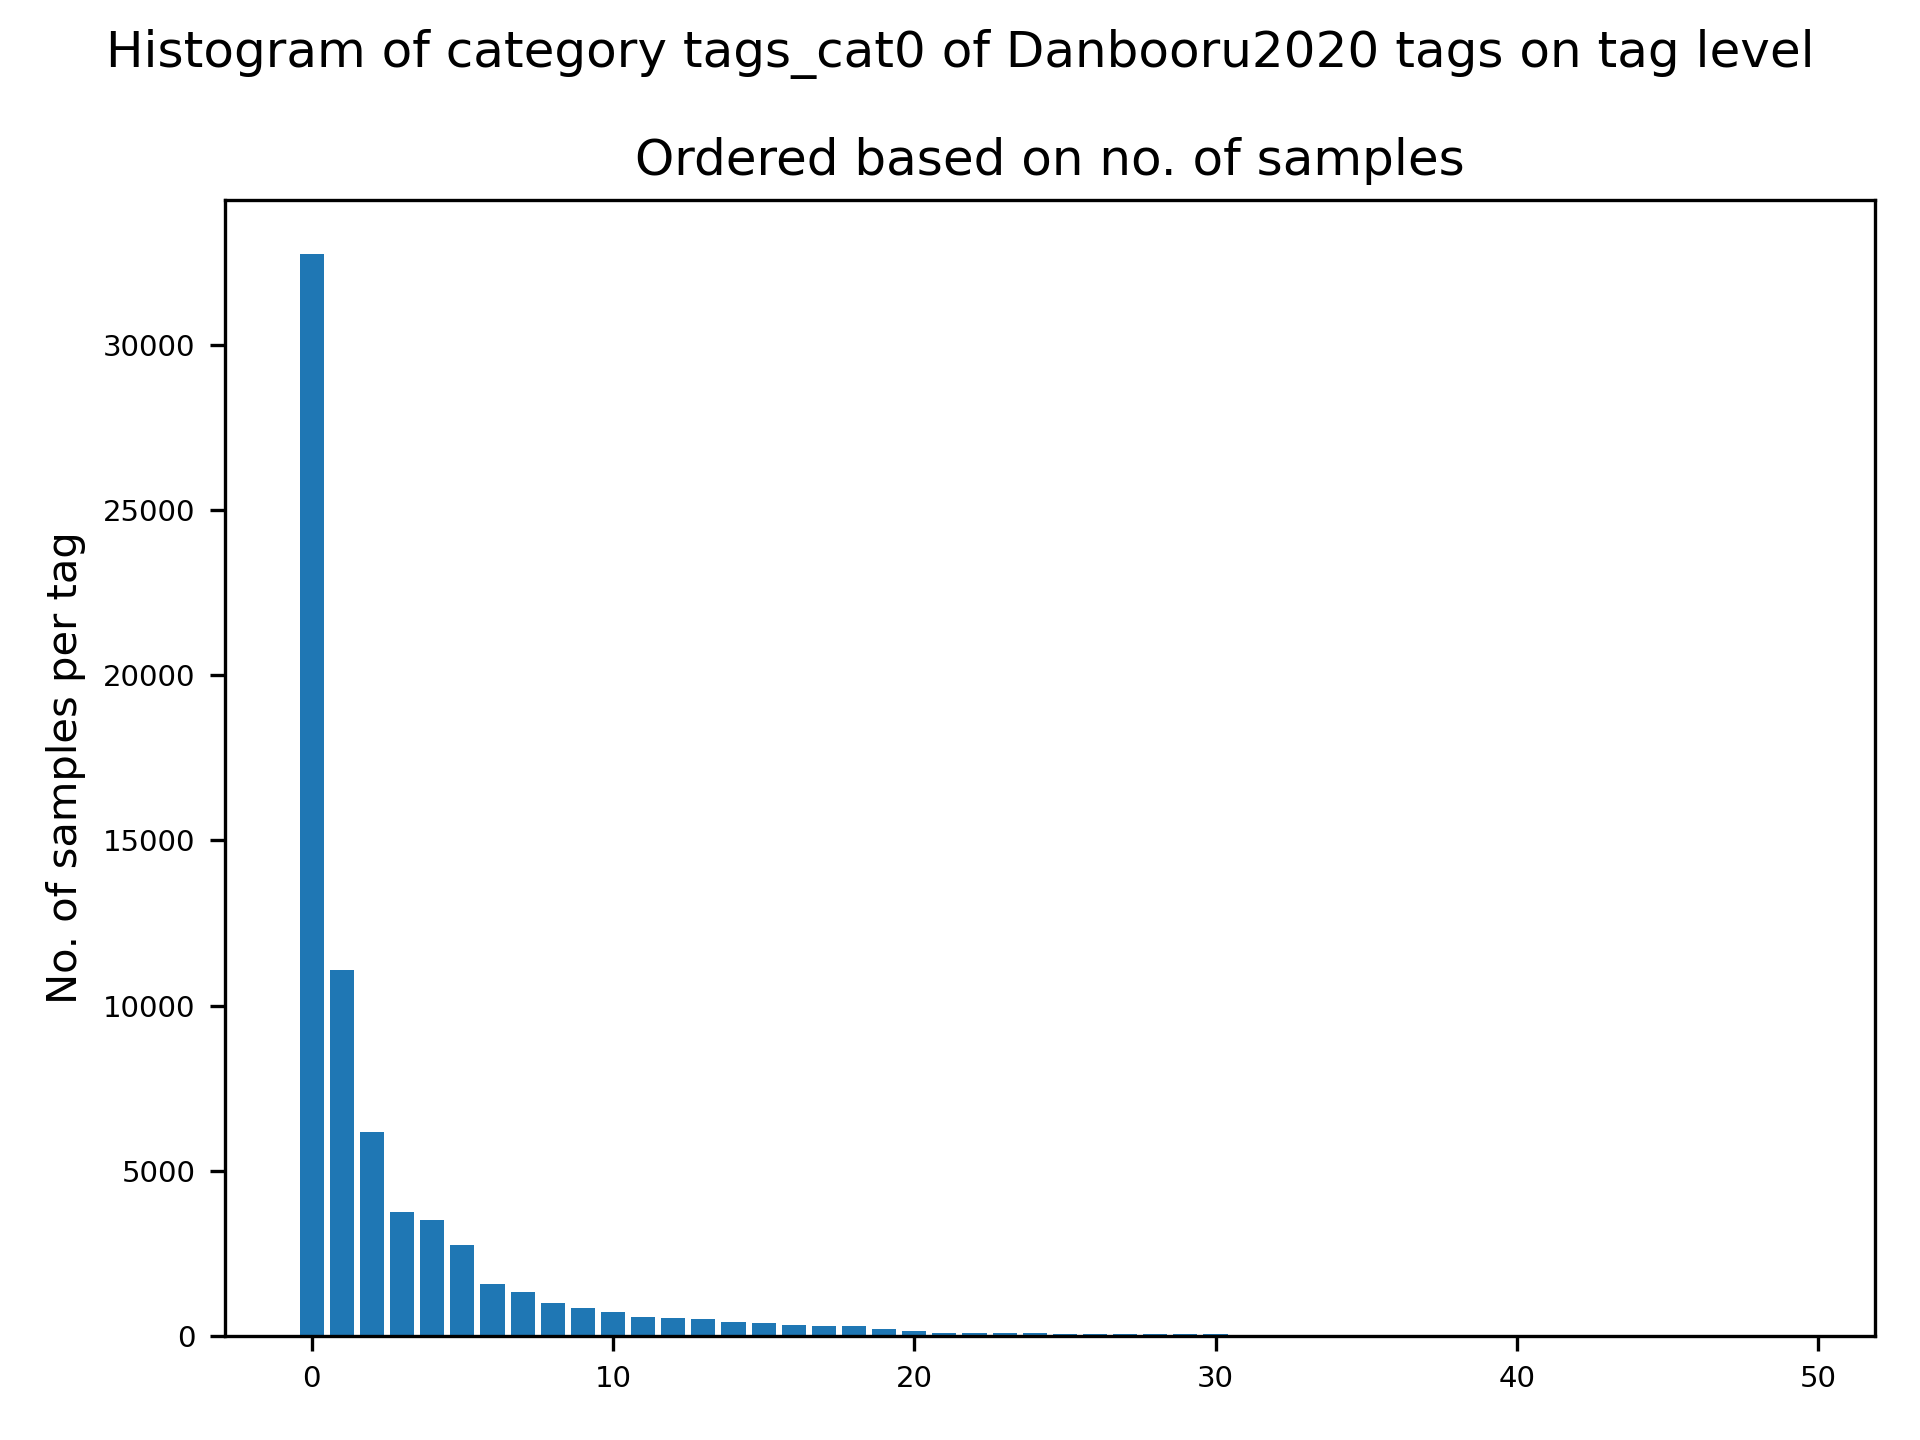 Histogram of category tags_cat0 of Danbooru2020 tags on tag level
Ordered based on no. of samples
No. of samples per tag
30000
25000
20000
15000
10000
5000
0
0 10 20 30 40 50